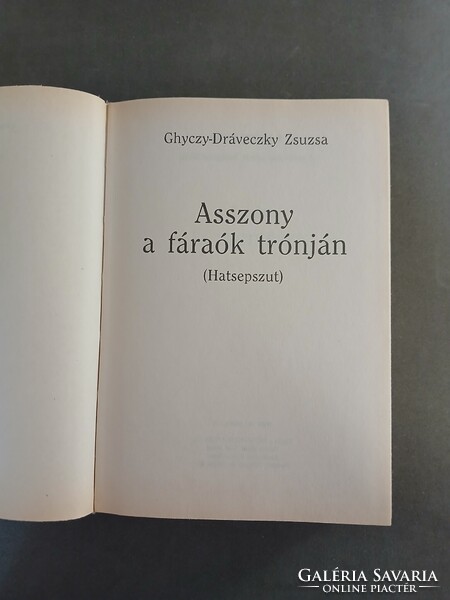 Ghyczy-Dráveczky Zsuzsa
Asszony
a fáraók trónján
(Hatsepszut)
GALÉRIA SAVARIA
ONLINE PIACTÉR